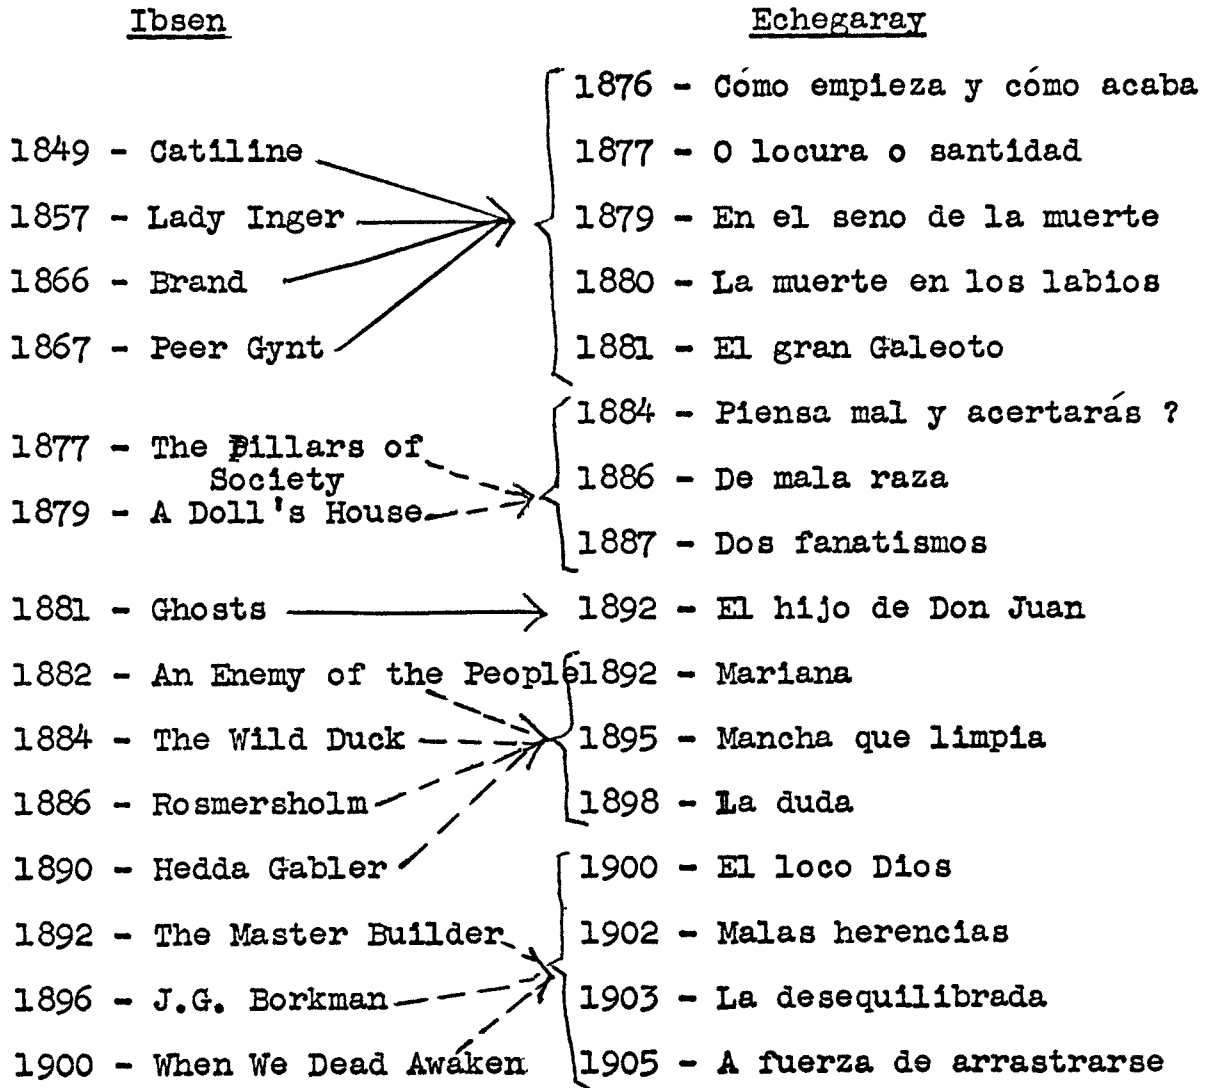 Ibsen
Echegaray
1876 - Cómo empieza y cómo acaba
1849 - Catiline
1877 - O locura o santidad
1857 - Lady Inger
1879 - En el seno de la muerte
1866 - Brand
1880 - La muerte en los labios
1867 - Peer Gynt
1881 - El gran Galeoto
1884 - Piensa mal y acertarás ?
1877 - The Pillars of
Society
1886 - De mala raza
1879 - A Doll's House
1887 - Dos fanatismos
1881 - Ghosts
1892 - El hijo de Don Juan
1882 - An Enemy of the People
1892 - Mariana
1884 - The Wild Duck
1895 - Mancha que limpia
1886 - Rosmersholm
1898 - La duda
1890 - Hedda Gabler
1900 - El loco Dios
1892 - The Master Builder
1902 - Malas herencias
1896 - J.G. Borkman
1903 - La desequilibrada
1900 - When We Dead Awaken
1905 - A fuerza de arrastrarse